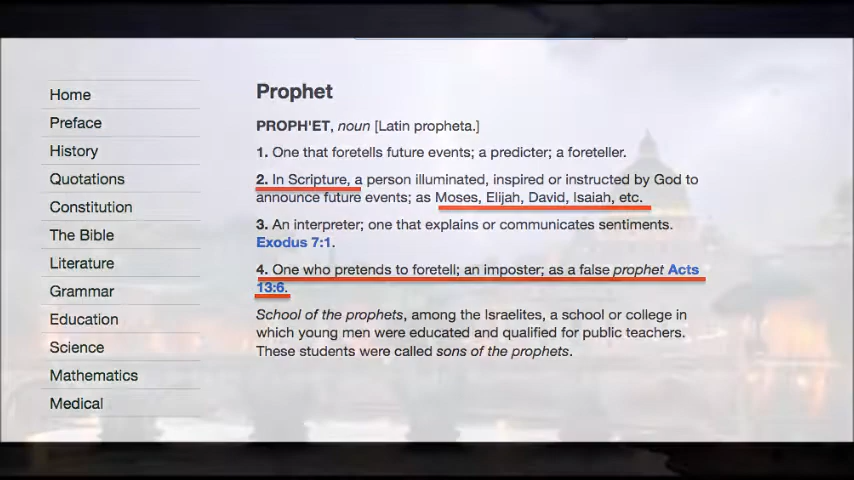 Home
Preface
History
Quotations
Constitution
The Bible
Literature
Grammar
Education
Science
Mathematics
Medical
Prophet
PROPH'ET, noun [Latin propheta.]
1. One that foretells future events; a predicter; a foreteller.
2. In Scripture, a person illuminated, inspired or instructed by God to
announce future events; as Moses, Elijah, David, Isaiah, etc.
3. An interpreter; one that explains or communicates sentiments.
Exodus 7:1.
4. One who pretends to foretell; an imposter; as a false prophet Acts
13:6.
School of the prophets, among the Israelites, a school or college in
which young men were educated and qualified for public teachers.
These students were called sons of the prophets.